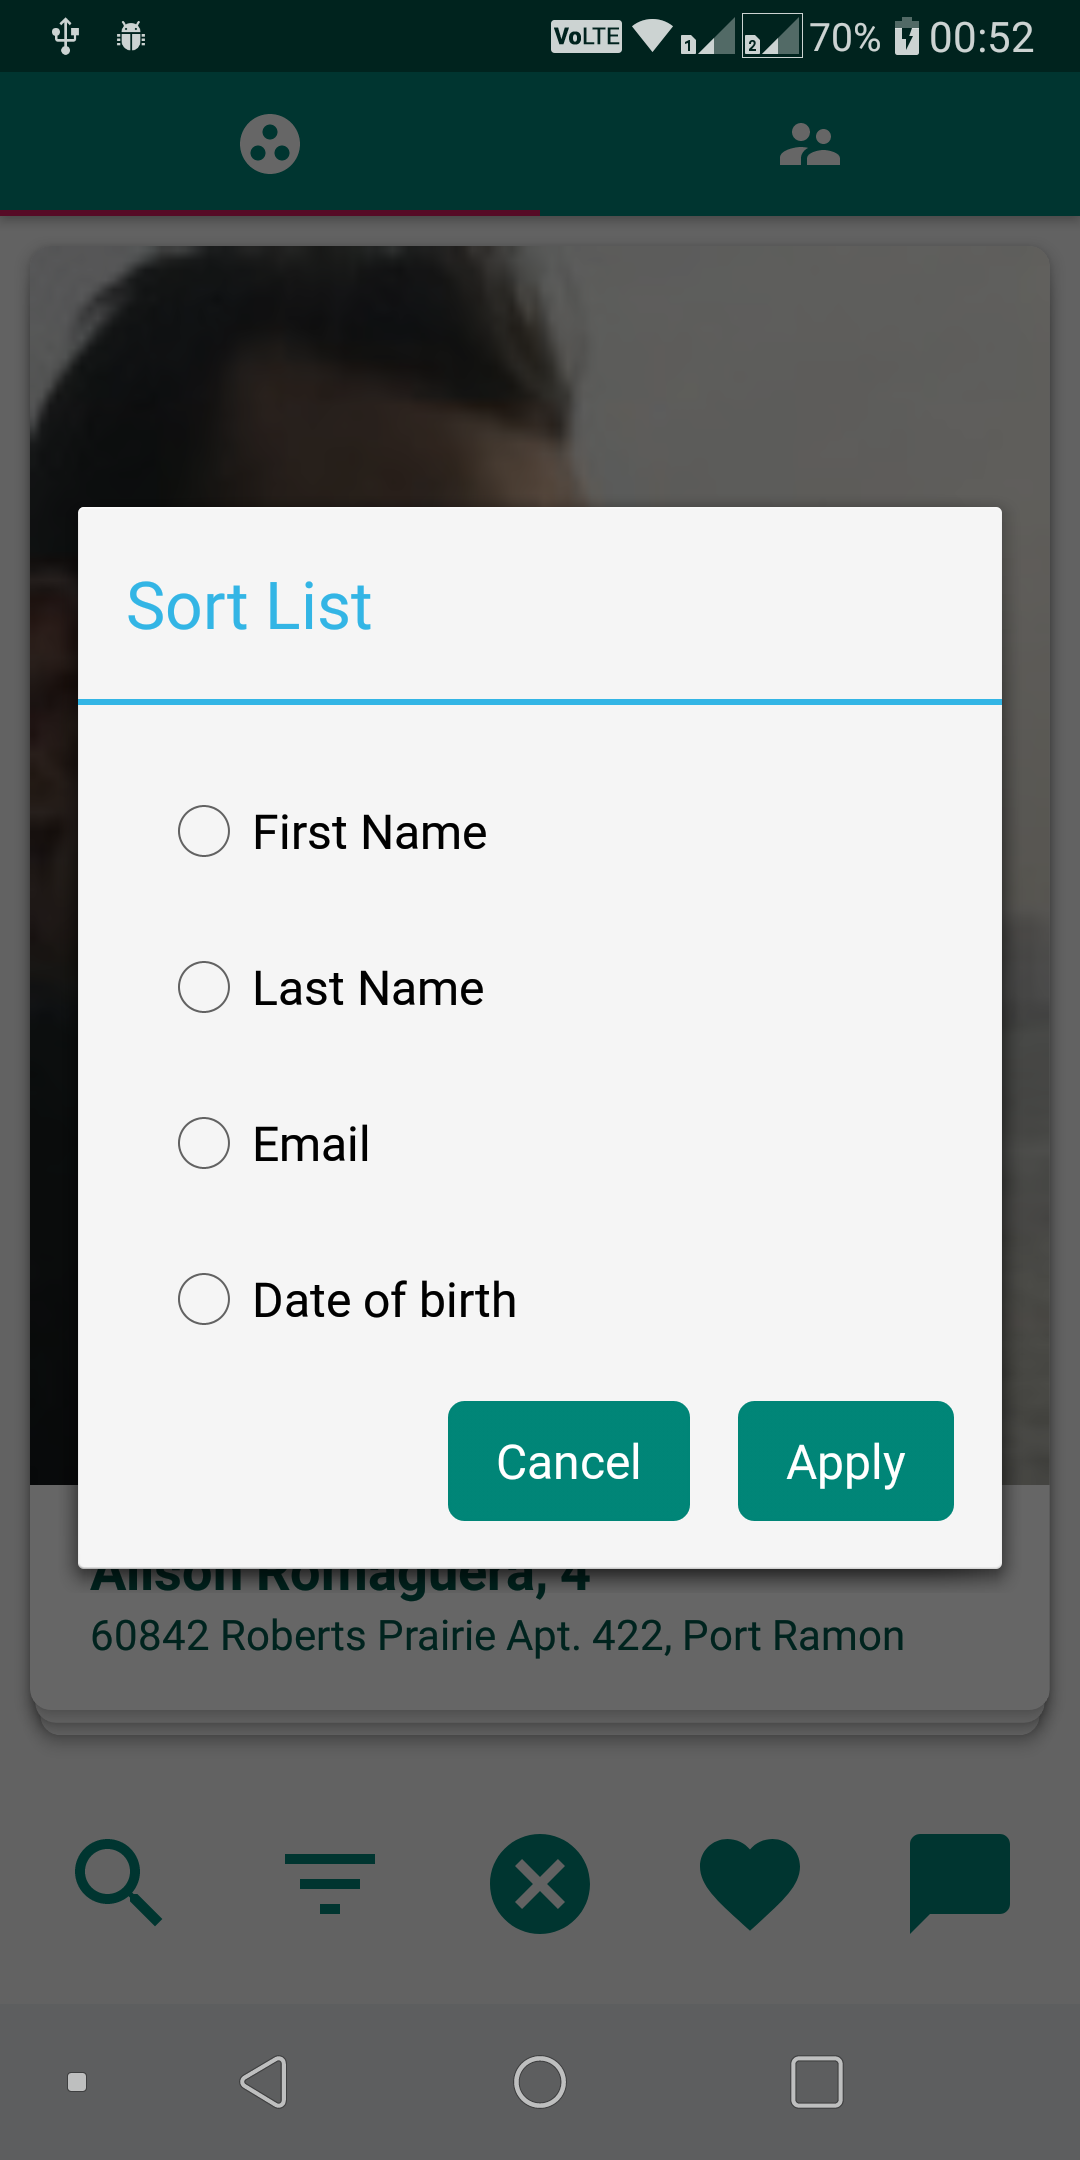 VoLTE 1 2 70% 00:52
Sort List
First Name
Last Name
Email
Date of birth
Cancel Apply
Alison Romaguera, 4
60842 Roberts Prairie Apt. 422, Port Ramon